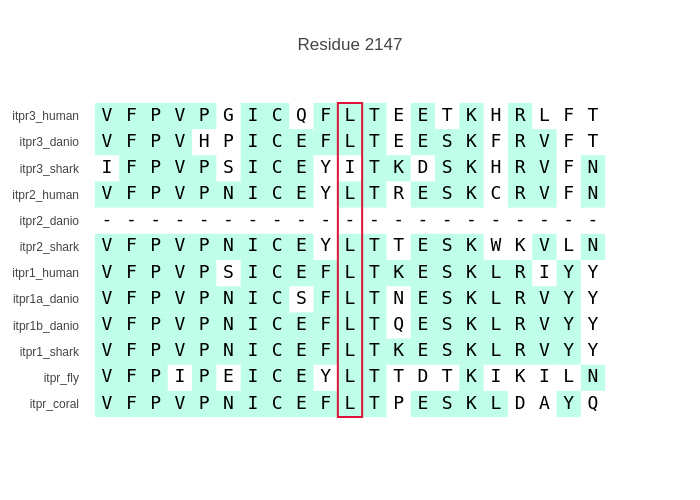 Residue 2147
itpr3_human V F P V P G I C Q F L T E E T K H R L F T
itpr3_danio V F P V H P I C E F L T E E S K F R V F T
itpr3_shark I F P V P S I C E Y I T K D S K H R V F N
itpr2_human V F P V P N I C E Y L T R E S K C R V F N
itpr2_danio - - - - - - - - - - - - - - - - - - - - -
itpr2_shark V F P V P N I C E Y L T T E S K W K V L N
itpr1_human V F P V P S I C E F L T K E S K L R I Y Y
itpr1a_danio V F P V P N I C S F L T N E S K L R V Y Y
itpr1b_danio V F P V P N I C E F L T Q E S K L R V Y Y
itpr1_shark V F P V P N I C E F L T K E S K L R V Y Y
itpr_fly V F P I P E I C E Y L T T D T K I K I L N
itpr_coral V F P V P N I C E F L T P E S K L D A Y Q